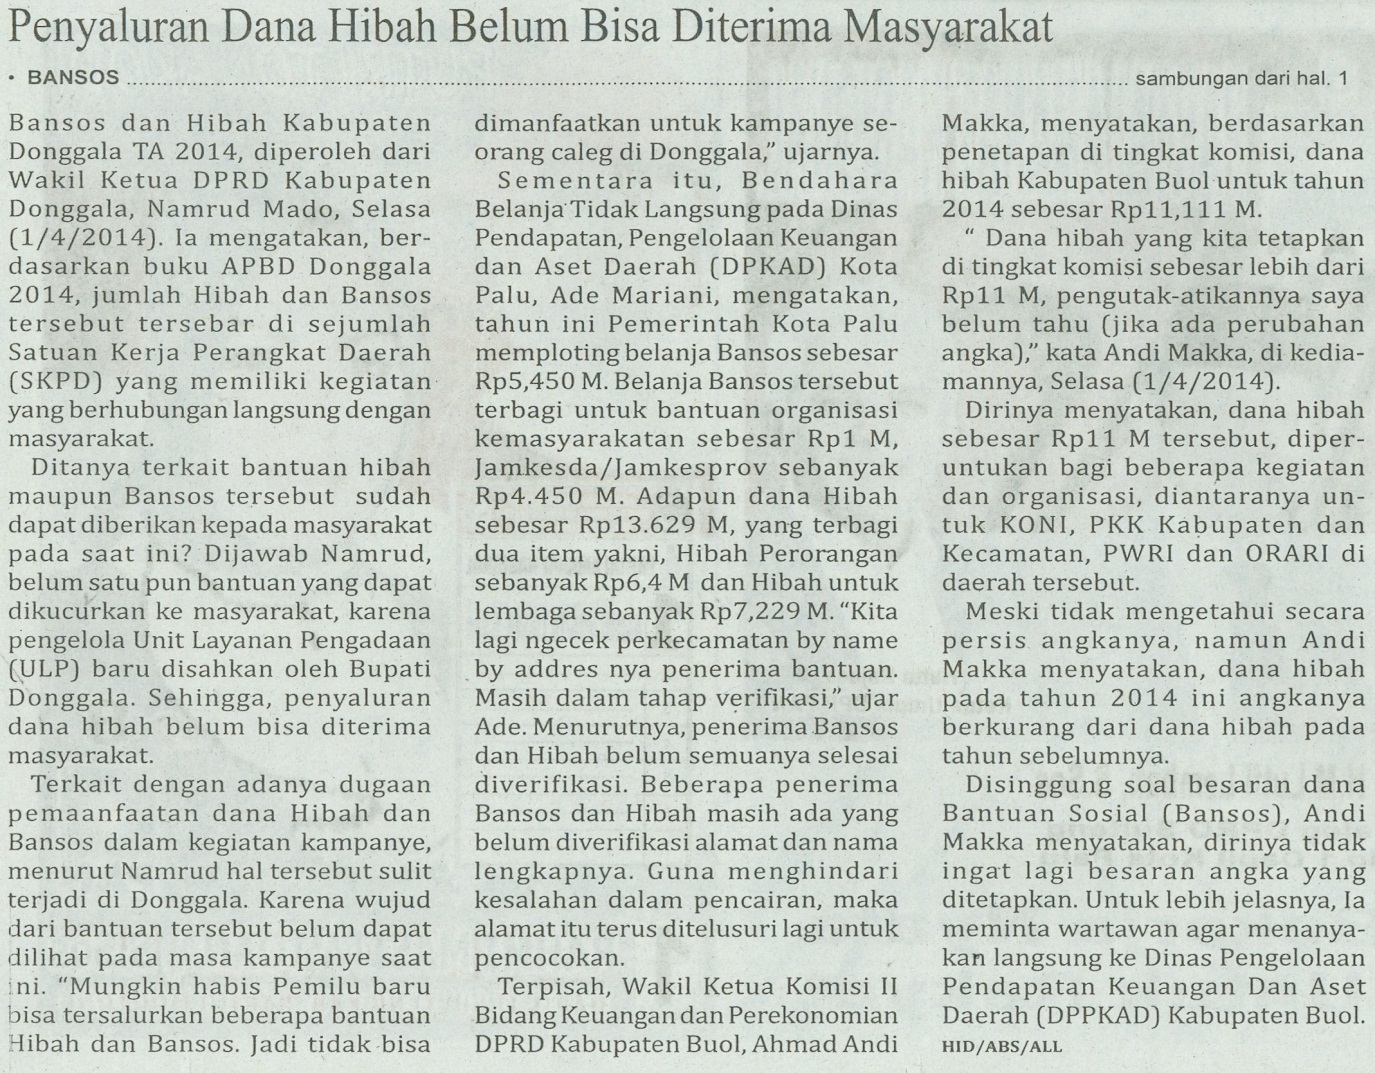 Penyaluran Dana Hibah Belum Bisa Diterima Masyarakat
• BANSOS ........ sambungan dari hal. 1
Bansos dan Hibah Kabupaten
Donggala TA 2014, diperoleh dari
Wakil Ketua DPRD Kabupaten
Donggala, Namrud Mado, Selasa
(1/4/2014). Ia mengatakan, ber-
dasarkan buku APBD Donggala
2014, jumlah Hibah dan Bansos
tersebut tersebar di sejumlah
Satuan Kerja Perangkat Daerah
(SKPD) yang memiliki kegiatan
yang berhubungan langsung dengan
masyarakat.
Ditanya terkait bantuan hibah
maupun Bansos tersebut sudah
dapat diberikan kepada masyarakat
pada saat ini? Dijawab Namrud,
belum satu pun bantuan yang dapat
dikucurkan ke masyarakat, karena
pengelola Unit Layanan Pengadaan
(ULP) baru disahkan oleh Bupati
Donggala. Sehingga, penyaluran
dana hibah belum bisa diterima
masyarakat.
Terkait dengan adanya dugaan
pemaanfaatan dana Hibah dan
Bansos dalam kegiatan kampanye,
menurut Namrud hal tersebut sulit
terjadi di Donggala. Karena wujud
dari bantuan tersebut belum dapat
dilihat pada masa kampanye saat
ini. “Mungkin habis Pemilu baru
bisa tersalurkan beberapa bantuan
Hibah dan Bansos. Jadi tidak bisa
dimanfaatkan untuk kampanye se-
orang caleg di Donggala,” ujarnya.
Sementara itu, Bendahara
Belanja Tidak Langsung pada Dinas
Pendapatan, Pengelolaan Keuangan
dan Aset Daerah (DPKAD) Kota
Palu, Ade Mariani, mengatakan,
tahun ini Pemerintah Kota Palu
memploting belanja Bansos sebesar
Rp5,450 M. Belanja Bansos tersebut
terbagi untuk bantuan organisasi
kemasyarakatan sebesar Rp1 M,
Jamkesda/Jamkesprov sebanyak
Rp4.450 M. Adapun dana Hibah
sebesar Rp13.629 M, yang terbagi
dua item yakni, Hibah Perorangan
sebanyak Rp6,4 M dan Hibah untuk
lembaga sebanyak Rp7,229 M. “Kita
lagi ngecek perkecamatan by name
by addres nya penerima bantuan.
Masih dalam tahap verifikasi,” ujar
Ade. Menurutnya, penerima Bansos
dan Hibah belum semuanya selesai
diverifikasi. Beberapa penerima
Bansos dan Hibah masih ada yang
belum diverifikasi alamat dan nama
lengkapnya. Guna menghindari
kesalahan dalam pencairan, maka
alamat itu terus ditelusuri lagi untuk
pencocokan.
Terpisah, Wakil Ketua Komisi II
Bidang Keuangan dan Perekonomian
DPRD Kabupaten Buol, Ahmad Andi
Makka, menyatakan, berdasarkan
penetapan di tingkat komisi, dana
hibah Kabupaten Buol untuk tahun
2014 sebesar Rp11,111 M.
“ Dana hibah yang kita tetapkan
di tingkat komisi sebesar lebih dari
Rp11 M, pengutak-atikannya saya
belum tahu (jika ada perubahan
angka),” kata Andi Makka, di kedia-
mannya, Selasa (1/4/2014).
Dirinya menyatakan, dana hibah
sebesar Rp11 M tersebut, diper-
untukan bagi beberapa kegiatan
dan organisasi, diantaranya un-
tuk KONI, PKK Kabupaten dan
Kecamatan, PWRI dan ORARI di
daerah tersebut.
Meski tidak mengetahui secara
persis angkanya, namun Andi
Makka menyatakan, dana hibah
pada tahun 2014 ini angkanya
berkurang dari dana hibah pada
tahun sebelumnya.
Disinggung soal besaran dana
Bantuan Sosial (Bansos), Andi
Makka menyatakan, dirinya tidak
ingat lagi besaran angka yang
ditetapkan. Untuk lebih jelasnya, Ia
meminta wartawan agar menanya-
kan langsung ke Dinas Pengelolaan
Pendapatan Keuangan Dan Aset
Daerah (DPPKAD) Kabupaten Buol.
HID/ABS/ALL